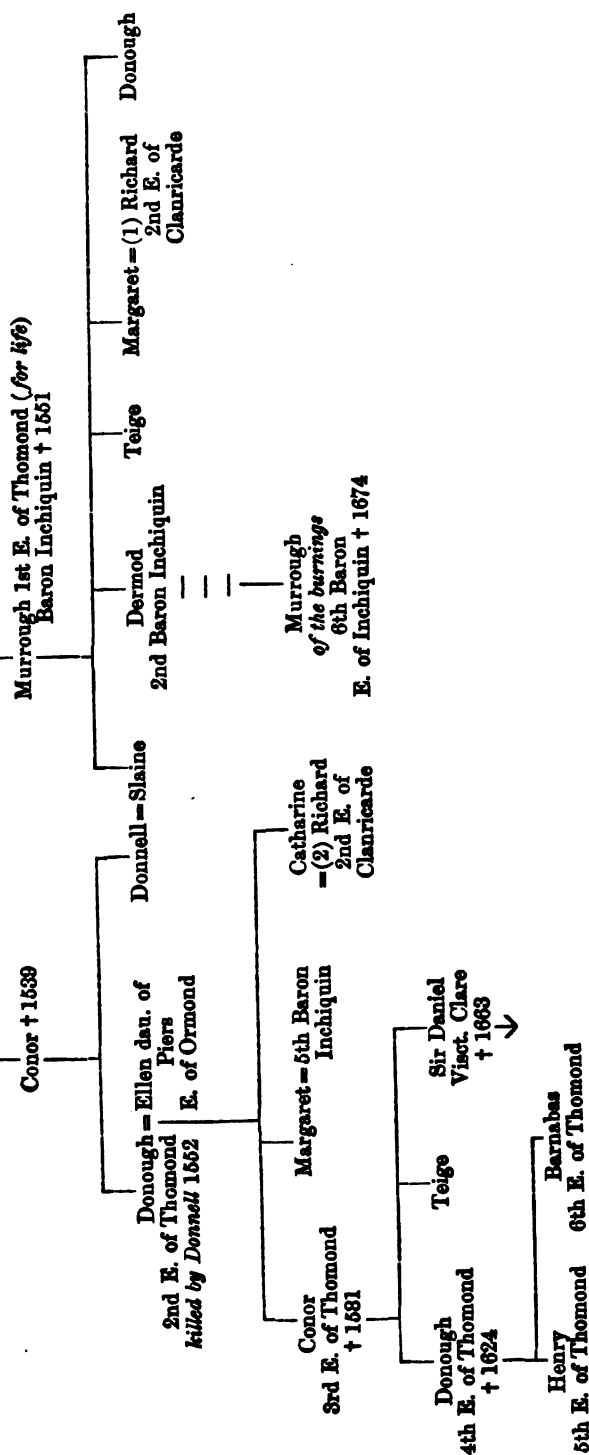 Conor † 1539
Murrough 1st E. of Thomond (for life)
Baron Inchiquin † 1551
Donough = Ellen dau. of
Piers
E. of Ormond
2nd E. of Thomond
killed by Donnell 1552
Donnell = Slaine
Dermod
2nd Baron Inchiquin
Teige
Margaret = (1) Richard
2nd E. of
Clanricarde
Donough
Conor
3rd E. of Thomond
† 1581
Margaret = 5th Baron
Inchiquin
Catharine
= (2) Richard
2nd E. of
Clanricarde
Murrough
of the burnings
6th Baron
E. of Inchiquin † 1674
Donough
4th E. of Thomond
† 1624
Teige
Sir Daniel
Visct. Clare
† 1663
Henry
5th E. of Thomond
Barnabas
6th E. of Thomond